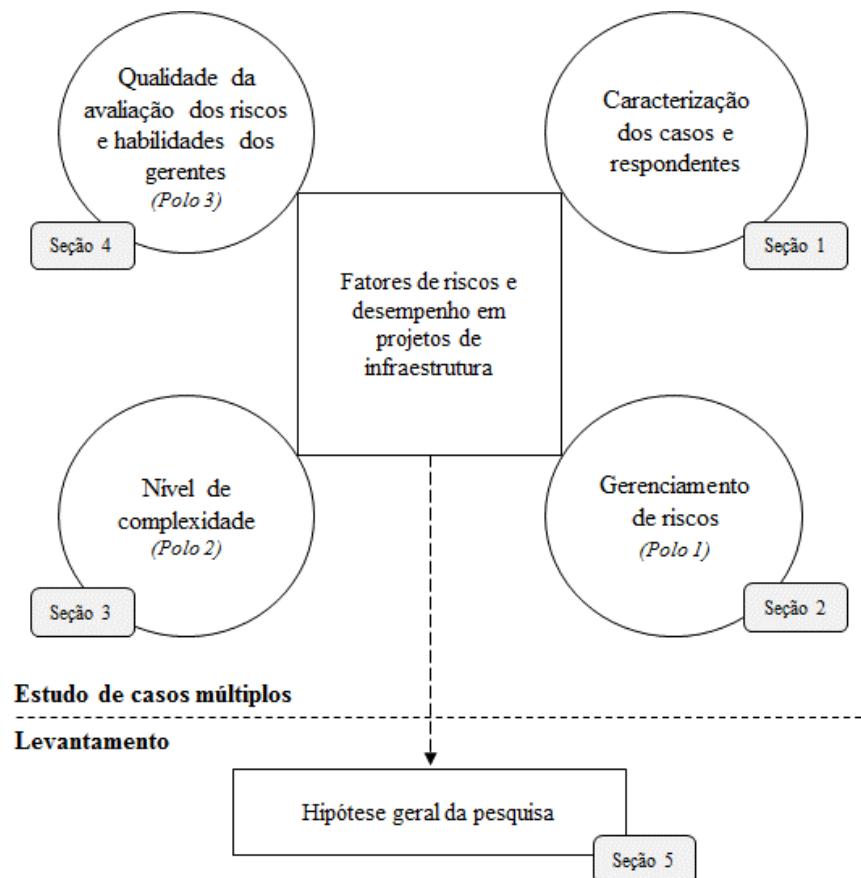 Qualidade da
avaliação dos riscos
e habilidades dos
gerentes
(Polo 3)
Seção 4
Caracterização
dos casos e
respondentes
Seção 1
Fatores de riscos e
desempenho em
projetos de
infraestrutura
Nível de
complexidade
(Polo 2)
Seção 3
Gerenciamento
de riscos
(Polo 1)
Seção 2
Estudo de casos múltiplos
Levantamento
Hipótese geral da pesquisa
Seção 5